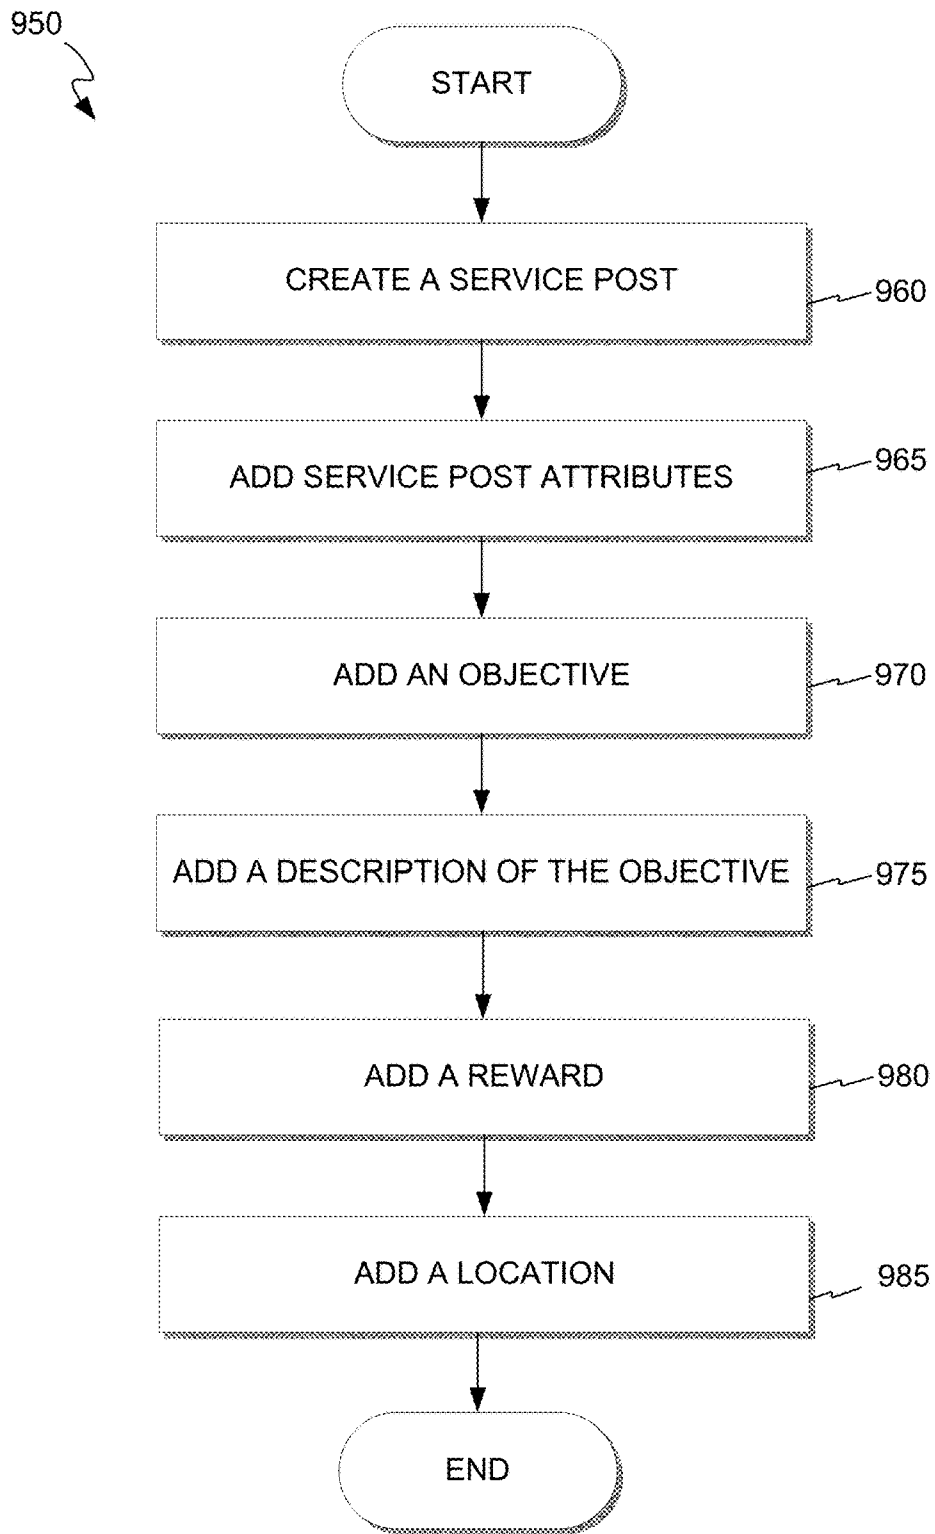 950
START
CREATE A SERVICE POST
960
ADD SERVICE POST ATTRIBUTES
965
ADD AN OBJECTIVE
970
ADD A DESCRIPTION OF THE OBJECTIVE
975
ADD A REWARD
980
ADD A LOCATION
985
END